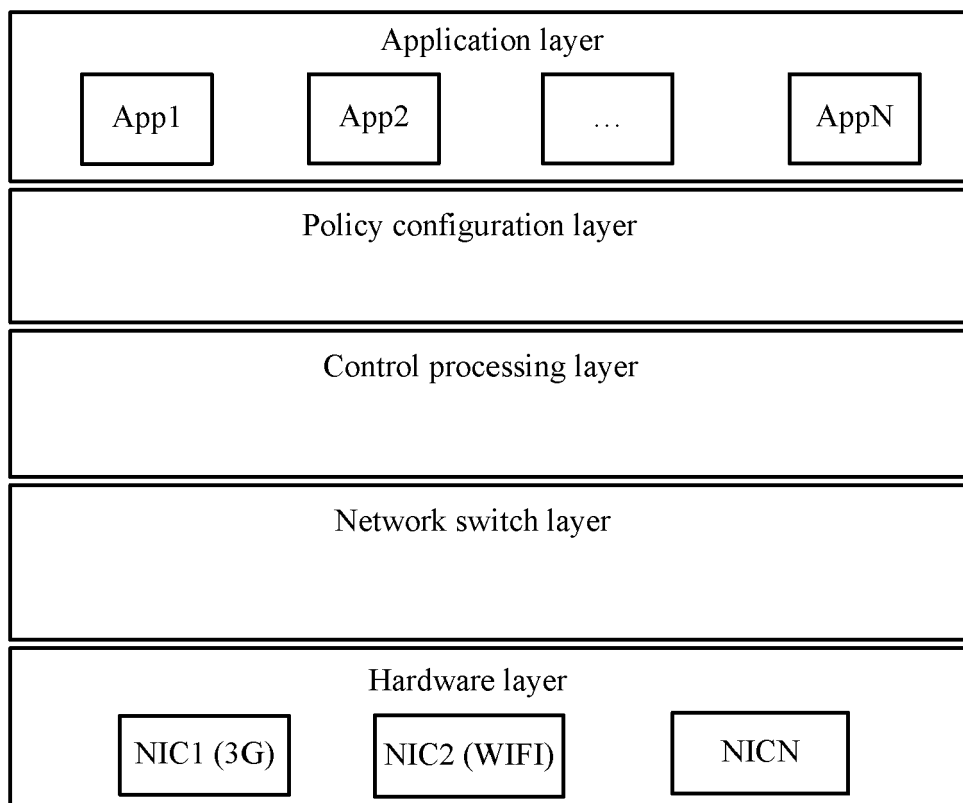 Application layer
App1 App2 ... AppN
Policy configuration layer
Control processing layer
Network switch layer
Hardware layer
NIC1 (3G) NIC2 (WIFI) NICN